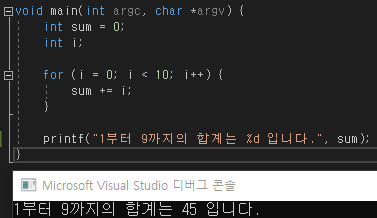 void main(int argc, char *argv) {
int sum = 0;
int i;
for (i = 0; i < 10; i++) {
sum += i;
}
printf("1부터 9까지의 합계는 %d 입니다.", sum);
}
Microsoft Visual Studio 디버그 콘솔
1부터 9까지의 합계는 45 입니다.